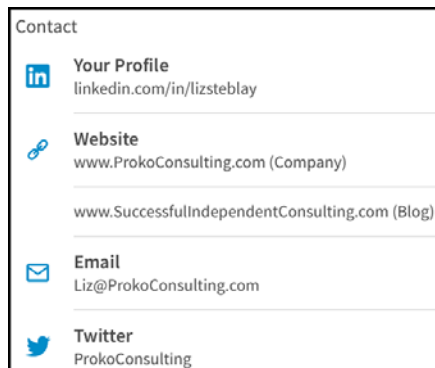 Contact
Your Profile
linkedin.com/in/lizsteblay
Website
www.ProkoConsulting.com (Company)
www.SuccessfulIndependentConsulting.com (Blog)
Email
Liz@ProkoConsulting.com
Twitter
ProkoConsulting